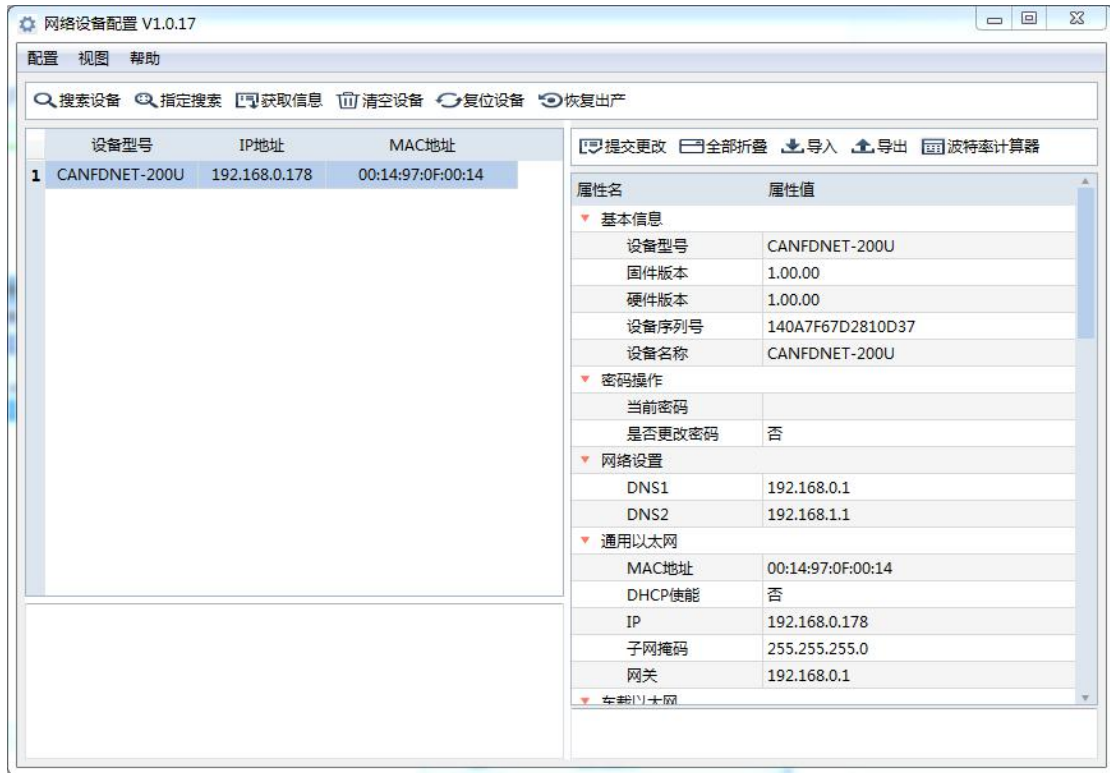 网络设备配置 V1.0.17
配置 视图 帮助
搜素设备 指定搜素 获取信息 清空设备 复位设备 恢复出产
设备型号 IP地址 MAC地址
1 CANFDNET-200U 192.168.0.178 00:14:97:0F:00:14
提交更改 全部折叠 导入 导出 波特率计算器
属性名 属性值
基本信息
设备型号 CANFDNET-200U
固件版本 1.00.00
硬件版本 1.00.00
设备序列号 140A7F67D2810D37
设备名称 CANFDNET-200U
密码操作
当前密码
是否更改密码 否
网络设置
DNS1 192.168.0.1
DNS2 192.168.1.1
通用以太网
MAC地址 00:14:97:0F:00:14
DHCP使能 否
IP 192.168.0.178
子网掩码 255.255.255.0
网关 192.168.0.1
车载以太网